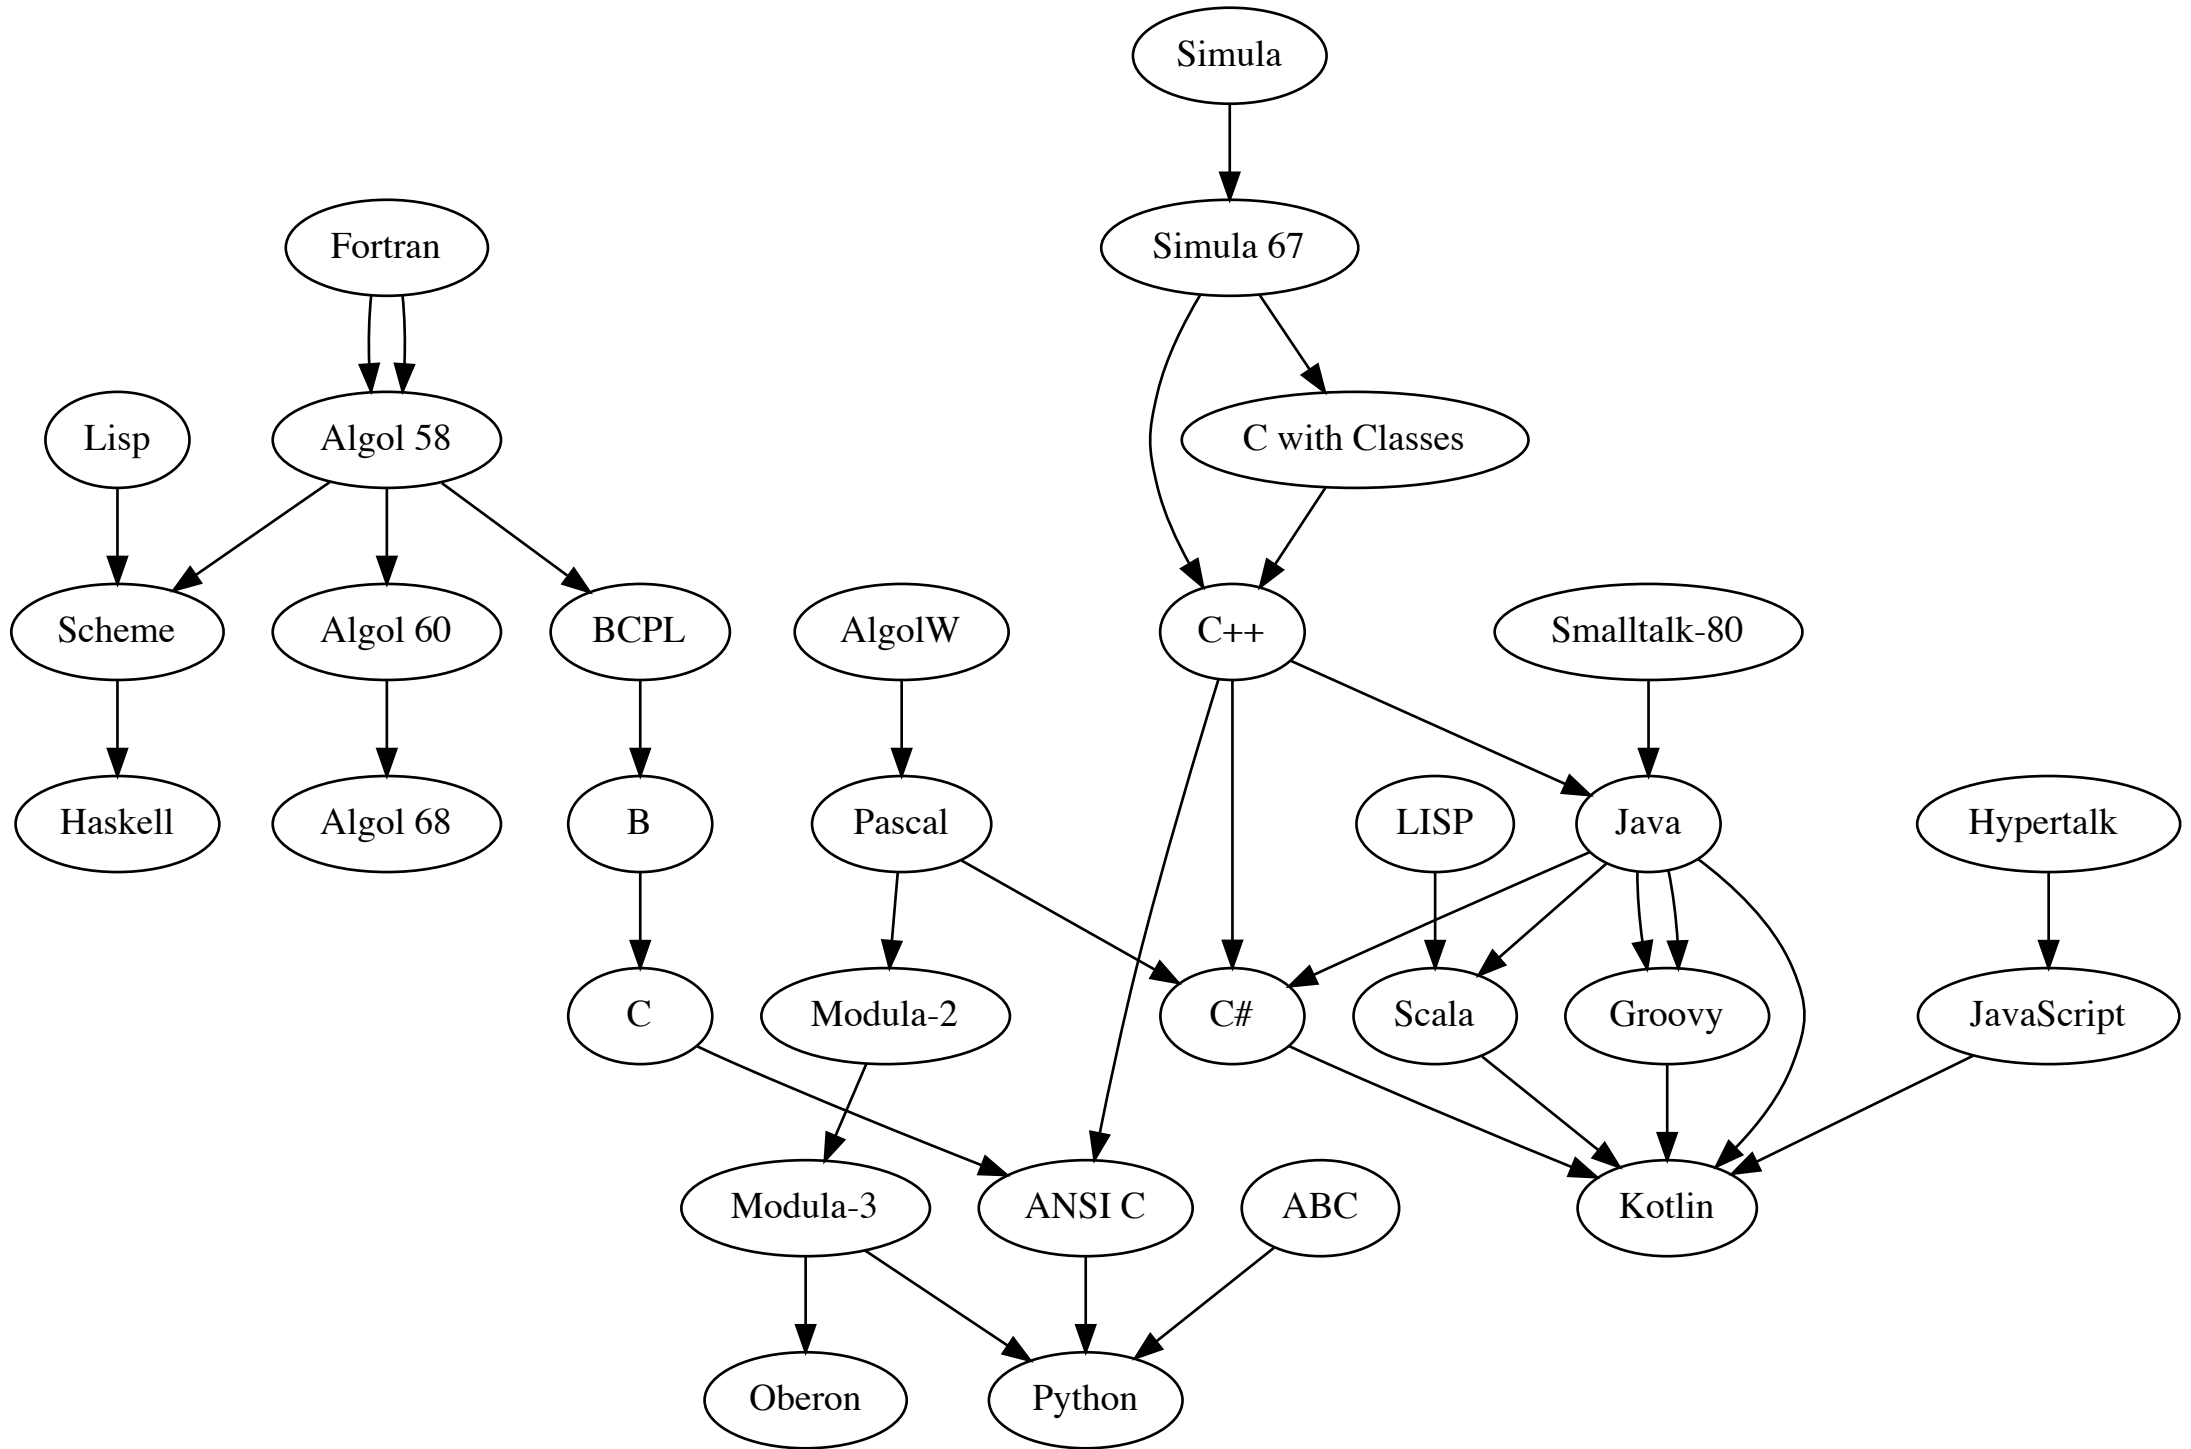 Simula
Fortran
Simula 67
Lisp
Algol 58
C with Classes
Scheme
Algol 60
BCPL
AlgolW
C++
Smalltalk-80
Haskell
Algol 68
B
Pascal
LISP
Java
Hypertalk
C
Modula-2
C#
Scala
Groovy
JavaScript
Modula-3
ANSI C
ABC
Kotlin
Oberon
Python